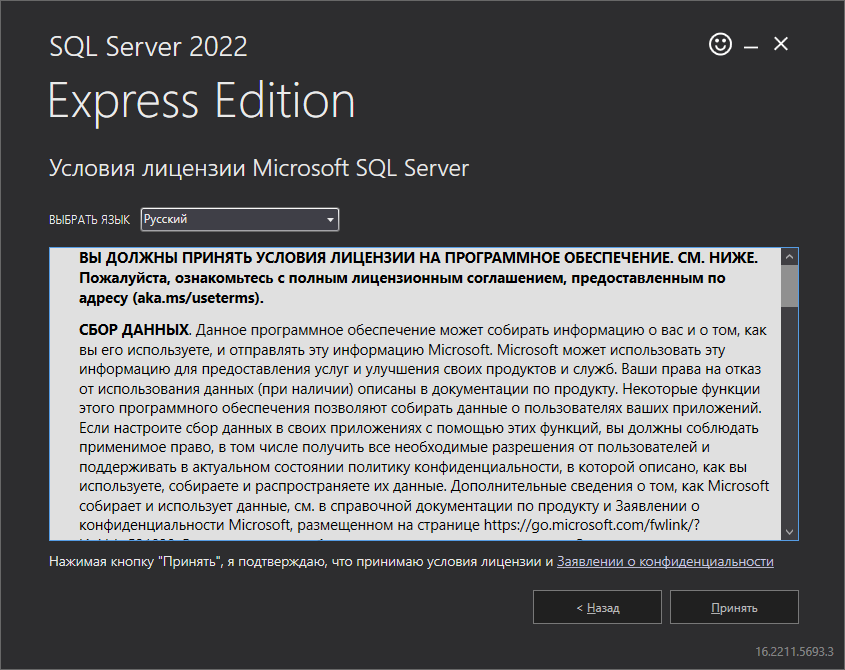 SQL Server 2022
Express Edition
Условия лицензии Microsoft SQL Server
ВЫБРАТЬ ЯЗЫК Русский
ВЫ ДОЛЖНЫ ПРИНЯТЬ УСЛОВИЯ ЛИЦЕНЗИИ НА ПРОГРАММНОЕ ОБЕСПЕЧЕНИЕ. СМ. НИЖЕ.
Пожалуйста, ознакомьтесь с полным лицензионным соглашением, предоставленным по
адресу (aka.ms/useterms).
СБОР ДАННЫХ. Данное программное обеспечение может собирать информацию о вас и о том, как
вы его используете, и отправлять эту информацию Microsoft. Microsoft может использовать эту
информацию для предоставления услуг и улучшения своих продуктов и служб. Ваши права на отказ
от использования данных (при наличии) описаны в документации по продукту. Некоторые функции
этого программного обеспечения позволяют собирать данные о пользователях ваших приложений.
Если настроите сбор данных в своих приложениях с помощью этих функций, вы должны соблюдать
применимое право, в том числе получить все необходимые разрешения от пользователей и
поддерживать в актуальном состоянии политику конфиденциальности, в которой описано, как вы
используете, собираете и распространяете их данные. Дополнительные сведения о том, как Microsoft
собирает и использует данные, см. в справочной документации по продукту и Заявлении о
конфиденциальности Microsoft, размещенном на странице https://go.microsoft.com/fwlink/?
Нажимая кнопку "Принять", я подтверждаю, что принимаю условия лицензии и Заявлении о конфиденциальности
< Назад
Принять
16.2211.5693.3